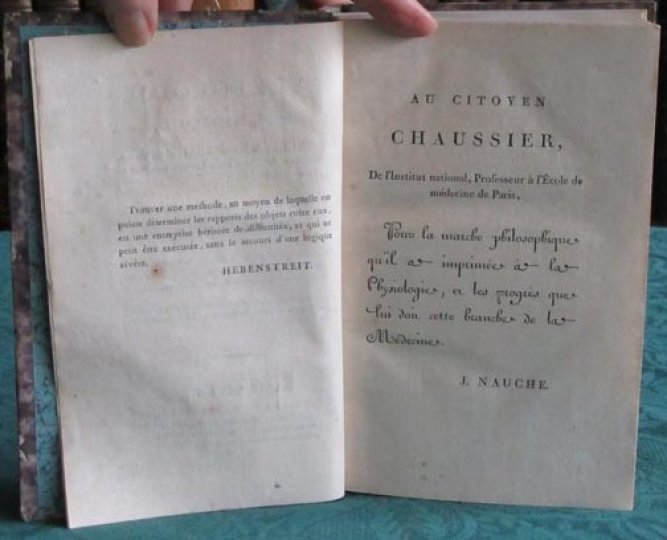 Trouver une methode, au moyen de laquelle on
puisse déterminer les rapports des objets entre eux,
est une entreprise hérissée de difficultés, et qui ne
peut être executée, sans le secours d'une logique
sévère.
HEBENSTREIT.
AU CITOYEN
CHAUSSIER,
De l'Institut national, Professeur à l'École de
médecine de Paris,
Pour la marche philosophique
qu'il a imprimée à la
Physiologie, et les progrès que
lui doit cette branche de la
Médecine.
J. NAUCHE.